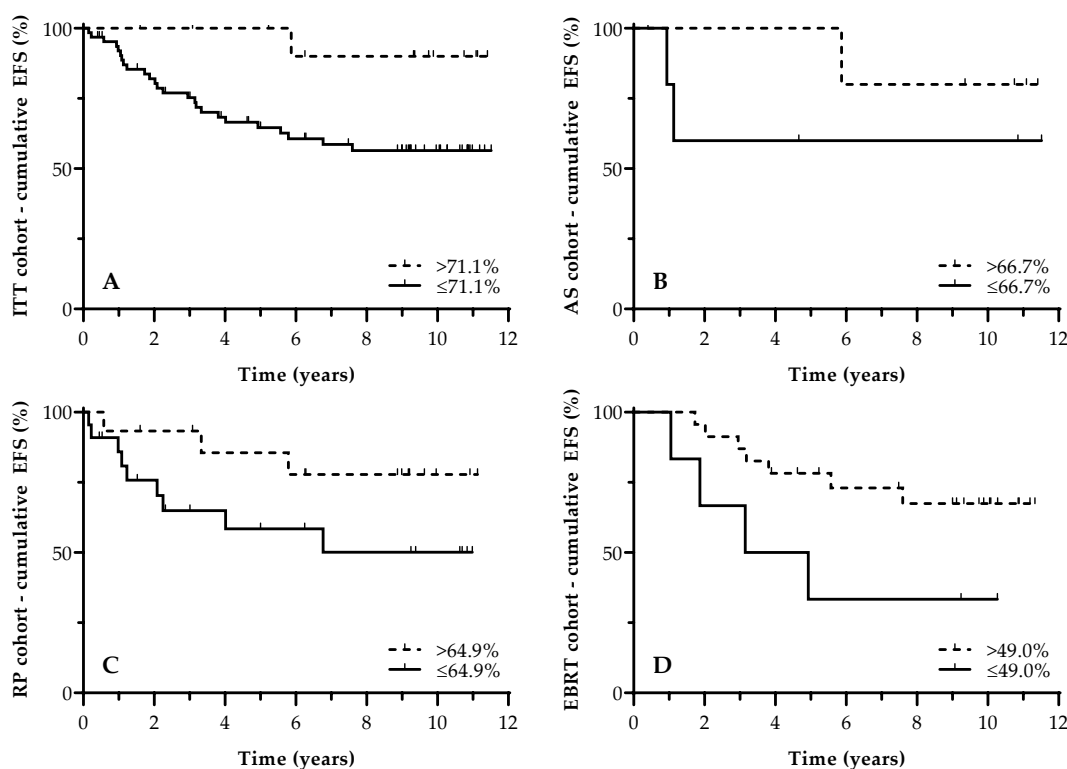 ITT cohort - cumulative EFS (%)
100
50
0
A
>71.1%
≤71.1%
0 2 4 6 8 10 12
Time (years)
AS cohort - cumulative EFS (%)
100
50
0
B
>66.7%
≤66.7%
0 2 4 6 8 10 12
Time (years)
RP cohort - cumulative EFS (%)
100
50
0
C
>64.9%
≤64.9%
0 2 4 6 8 10 12
Time (years)
EBRT cohort - cumulative EFS (%)
100
50
0
D
>49.0%
≤49.0%
0 2 4 6 8 10 12
Time (years)